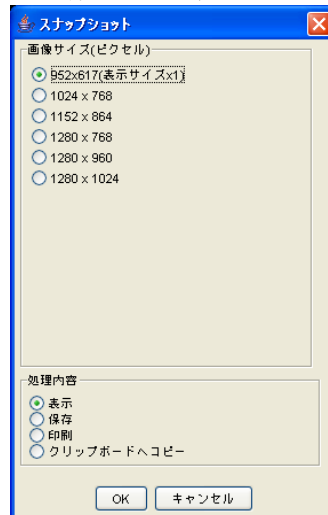 スナップショット
画像サイズ(ピクセル)
952x617(表示サイズx1)
1024 x 768
1152 x 864
1280 x 768
1280 x 960
1280 x 1024
処理内容
表示
保存
印刷
クリップボードへコピー
OK キャンセル